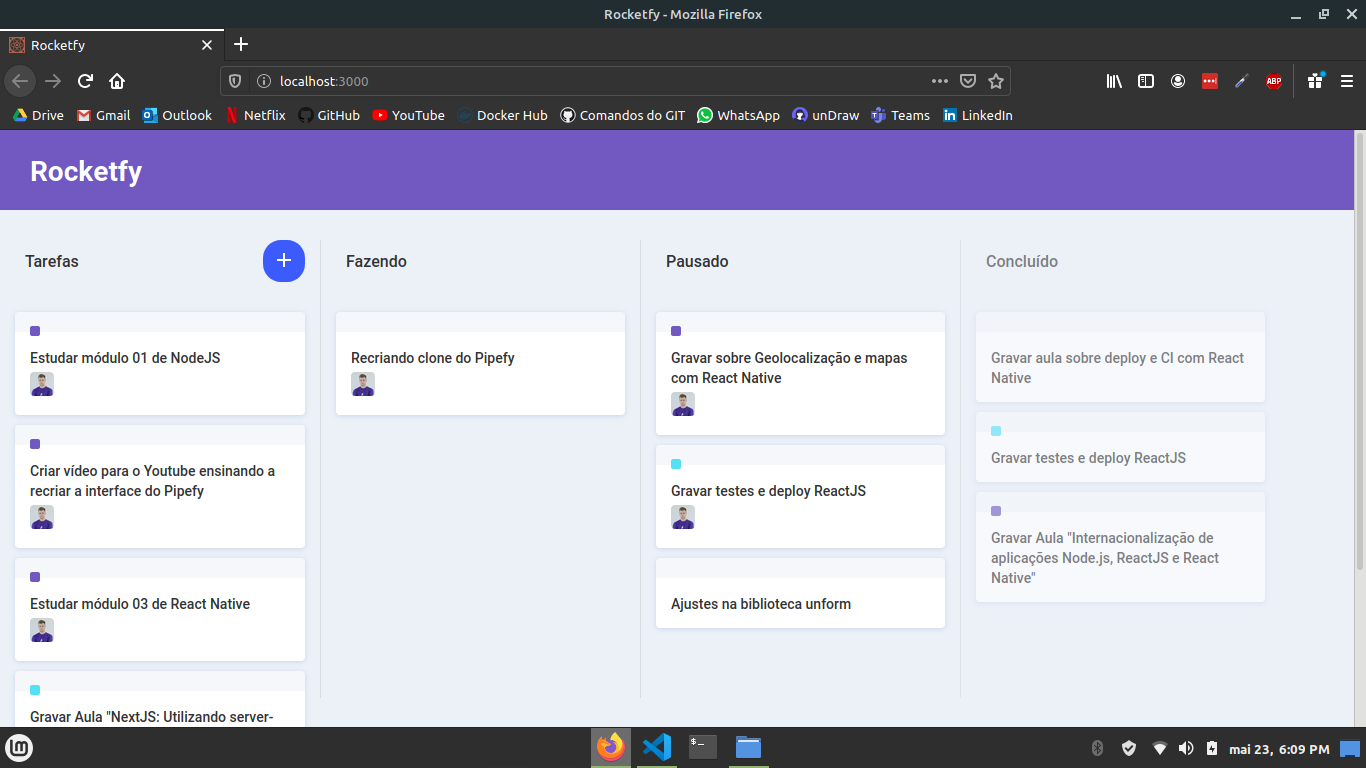 Rocketfy - Mozilla Firefox
Rocketfy
localhost:3000
ABP
Drive Gmail Outlook Netflix GitHub YouTube Docker Hub Comandos do GIT WhatsApp unDraw Teams LinkedIn
Rocketfy
Tarefas
Estudar módulo 01 de NodeJS
Criar vídeo para o Youtube ensinando a
recriar a interface do Pipefy
Estudar módulo 03 de React Native
Gravar Aula "NextJS: Utilizando server-
Fazendo
Recriando clone do Pipefy
Pausado
Gravar sobre Geolocalização e mapas
com React Native
Gravar testes e deploy ReactJS
Ajustes na biblioteca unform
Concluído
Gravar aula sobre deploy e CI com React
Native
Gravar testes e deploy ReactJS
Gravar Aula "Internacionalização de
aplicações Node.js, ReactJS e React
Native"
mai 23, 6:09 PM